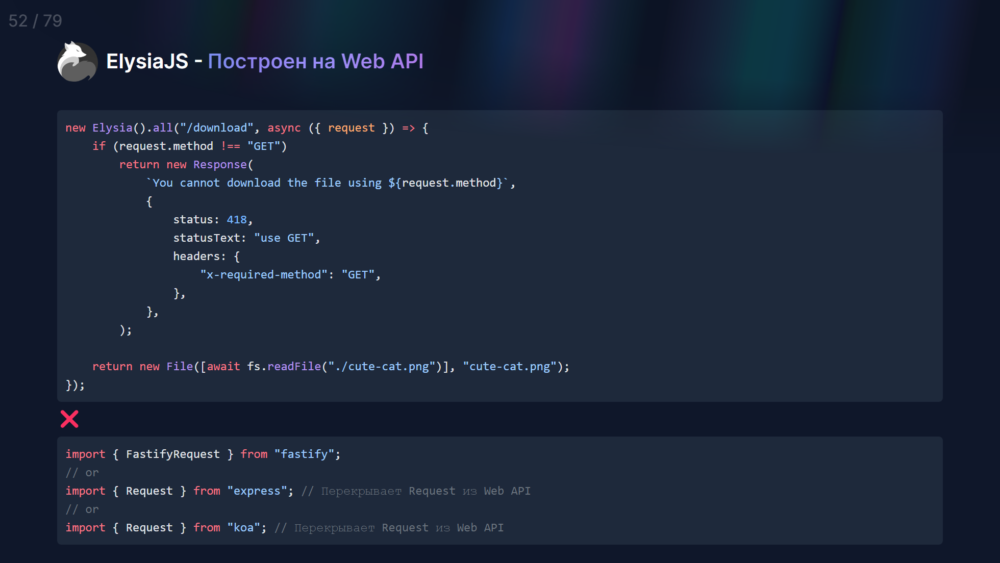 52 / 79
ElysiaJS - Построен на Web API
new Elysia().all("/download", async ({ request }) => {
    if (request.method !== "GET")
        return new Response(
            `You cannot download the file using ${request.method}`,
            {
                status: 418,
                statusText: "use GET",
                headers: {
                    "x-required-method": "GET",
                },
            },
        );

    return new File([await fs.readFile("./cute-cat.png")], "cute-cat.png");
});
import { FastifyRequest } from "fastify";
// or
import { Request } from "express"; // Перекрывает Request из Web API
// or
import { Request } from "koa"; // Перекрывает Request из Web API